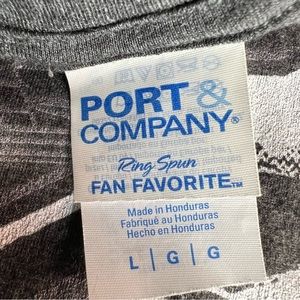 PORT &
COMPANY®
Ring Spun
FAN FAVORITE™
Made in Honduras
Fabriqué au Honduras
Hecho en Honduras
L | G | G